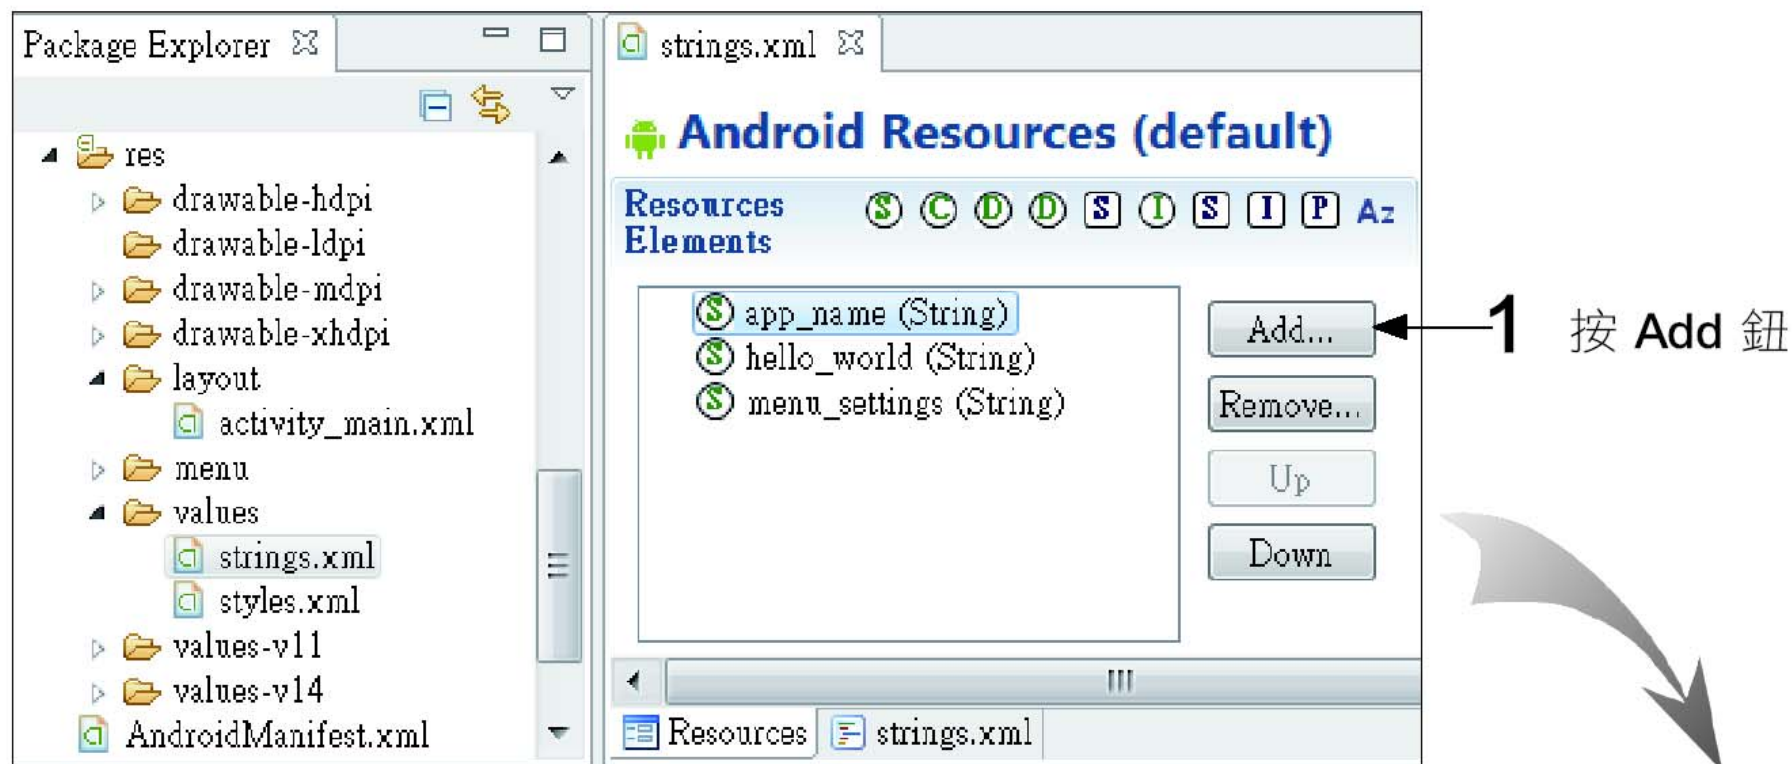 Package Explorer
res
drawable-hdpi
drawable-ldpi
drawable-mdpi
drawable-xhdpi
layout
activity_main.xml
menu
values
strings.xml
styles.xml
values-v11
values-v14
AndroidManifest.xml
strings.xml
Android Resources (default)
Resources Elements
S C D D S I S I P Az
S app_name (String)
S hello_world (String)
S menu_settings (String)
Add...
Remove...
Up
Down
Resources strings.xml
1 按 Add 鈕